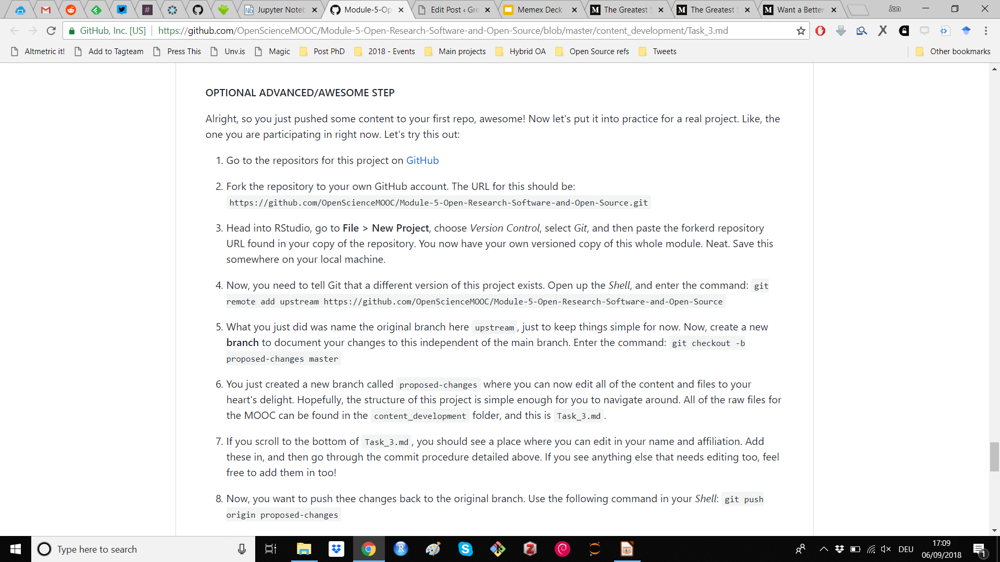 Jupyter Noteb
Module-5-Op
Edit Post ‹ Gre
Memex Deck
The Greatest S
The Greatest S
Want a Better
Jon
GitHub, Inc. [US]
https://github.com/OpenScienceMOOC/Module-5-Open-Research-Software-and-Open-Source/blob/master/content_development/Task_3.md
Altmetric it!
Add to Tagteam
Press This
Unv.is
Magic
Post PhD
2018 - Events
Main projects
Hybrid OA
Open Source refs
Tweets
Other bookmarks
OPTIONAL ADVANCED/AWESOME STEP
Alright, so you just pushed some content to your first repo, awesome! Now let's put it into practice for a real project. Like, the
one you are participating in right now. Let's try this out:
1. Go to the repositors for this project on GitHub
2. Fork the repository to your own GitHub account. The URL for this should be:
https://github.com/OpenScienceMOOC/Module-5-Open-Research-Software-and-Open-Source.git
3. Head into RStudio, go to File > New Project, choose Version Control, select Git, and then paste the forkerd repository
URL found in your copy of the repository. You now have your own versioned copy of this whole module. Neat. Save this
somewhere on your local machine.
4. Now, you need to tell Git that a different version of this project exists. Open up the Shell, and enter the command: git
remote add upstream https://github.com/OpenScienceMOOC/Module-5-Open-Research-Software-and-Open-Source
5. What you just did was name the original branch here upstream, just to keep things simple for now. Now, create a new
branch to document your changes to this independent of the main branch. Enter the command: git checkout -b
proposed-changes master
6. You just created a new branch called proposed-changes where you can now edit all of the content and files to your
heart's delight. Hopefully, the structure of this project is simple enough for you to navigate around. All of the raw files for
the MOOC can be found in the content_development folder, and this is Task_3.md.
7. If you scroll to the bottom of Task_3.md, you should see a place where you can edit in your name and affiliation. Add
these in, and then go through the commit procedure detailed above. If you see anything else that needs editing too, feel
free to add them in too!
8. Now, you want to push thee changes back to the original branch. Use the following command in your Shell: git push
origin proposed-changes
Type here to search
DEU
17:09
06/09/2018
1